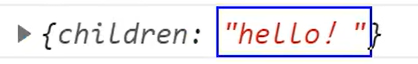 ▶ {children: "hello! "}